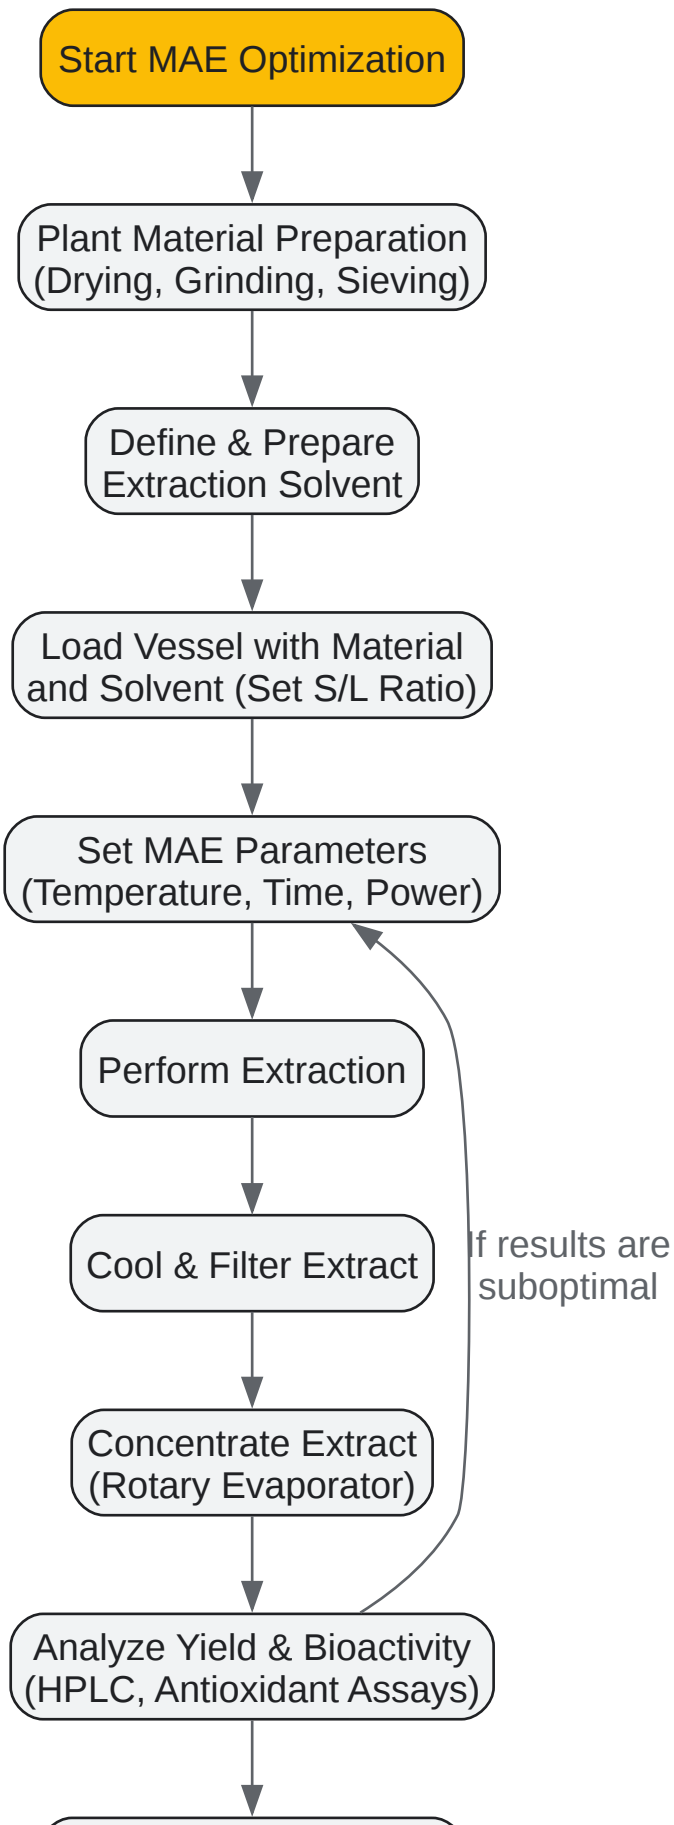 Start MAE Optimization
Plant Material Preparation
(Drying, Grinding, Sieving)
Define & Prepare
Extraction Solvent
Load Vessel with Material
and Solvent (Set S/L Ratio)
Set MAE Parameters
(Temperature, Time, Power)
Perform Extraction
Cool & Filter Extract
If results are
suboptimal
Concentrate Extract
(Rotary Evaporator)
Analyze Yield & Bioactivity
(HPLC, Antioxidant Assays)